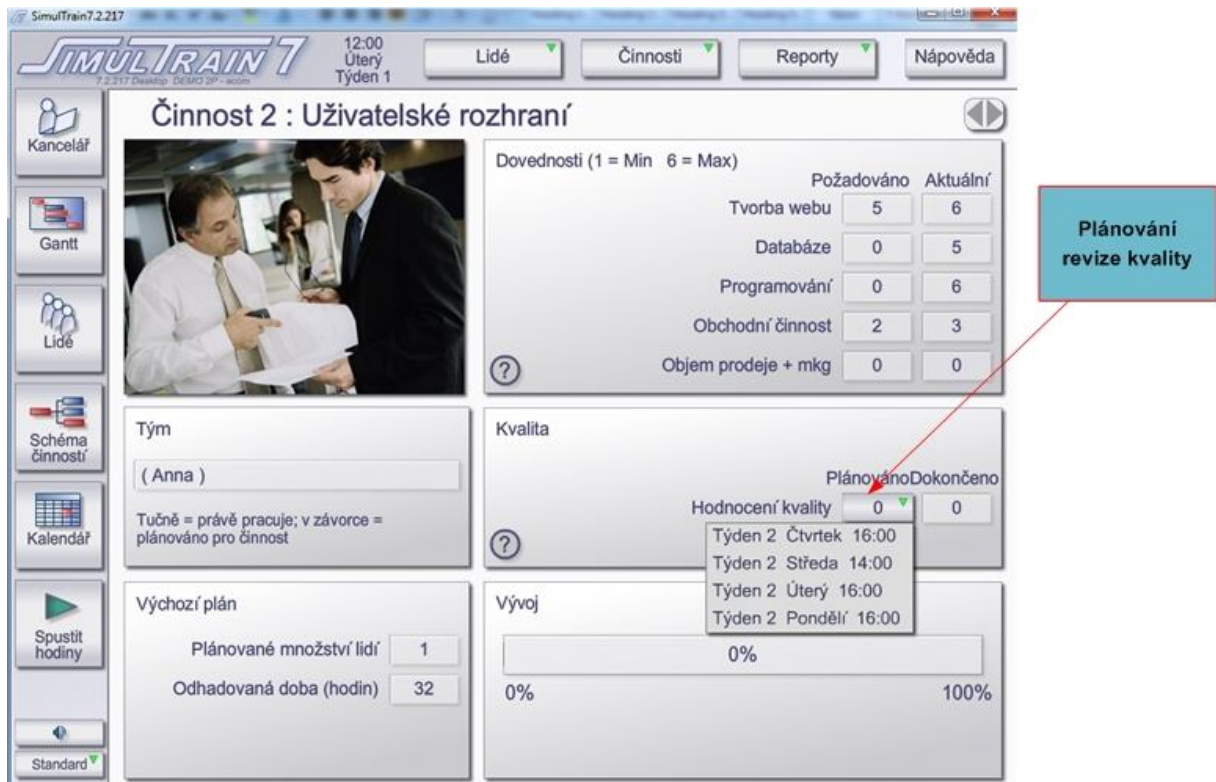 SimulTrain7.2.217
SIMULTRAIN 7
7.2.217 Desktop DEMO 2P - acom
12:00
Úterý
Týden 1
Lidé
Činnosti
Reporty
Nápověda
Kancelář
Gantt
Lidé
Schéma
činností
Kalendář
Spustit
hodiny
Standard
Činnost 2 : Uživatelské rozhraní
Dovednosti (1 = Min 6 = Max)
Požadováno Aktuální
Tvorba webu 5 6
Databáze 0 5
Programování 0 6
Obchodní činnost 2 3
Objem prodeje + mkg 0 0
?
Tým
( Anna )
Tučně = právě pracuje; v závorce =
plánováno pro činnost
Kvalita
Plánováno Dokončeno
Hodnocení kvality 0 0
Týden 2 Čtvrtek 16:00
Týden 2 Středa 14:00
Týden 2 Úterý 16:00
Týden 2 Pondělí 16:00
?
Výchozí plán
Plánované množství lidí 1
Odhadovaná doba (hodin) 32
Vývoj
0%
0% 100%
Plánování
revize kvality